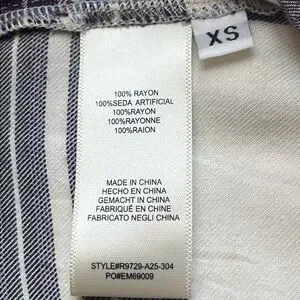 XS
100% RAYON
100%SEDA ARTIFICIAL
100% RAYON
100%RAYONNE
100%RAION
MADE IN CHINA
HECHO EN CHINA
GEMACHT IN CHINA
FABRIQUÉ EN CHINE
FABRICATO NEGLI CHINA
STYLE#R9729-A25-304
PO#EM69009